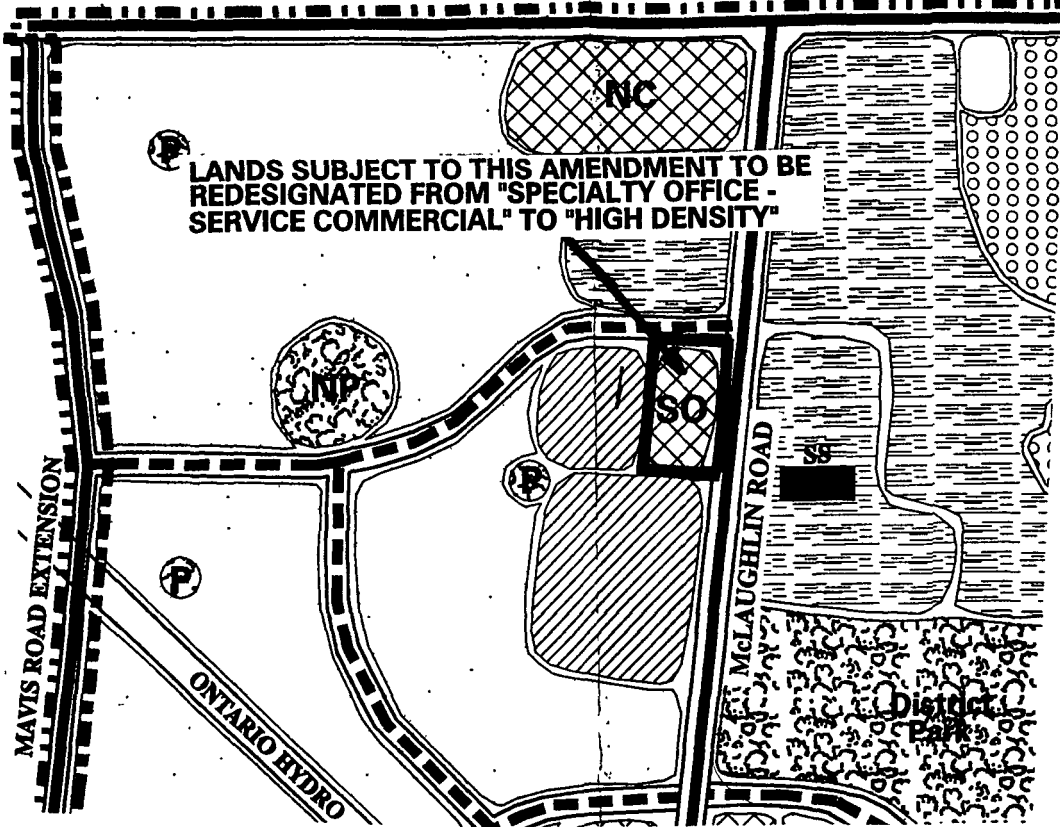 NC
P
LANDS SUBJECT TO THIS AMENDMENT TO BE
REDESIGNATED FROM "SPECIALTY OFFICE -
SERVICE COMMERCIAL" TO "HIGH DENSITY"
NP
SO
P
SS
P
MAVIS ROAD EXTENSION
McLAUGHLIN ROAD
ONTARIO HYDRO
District
Park